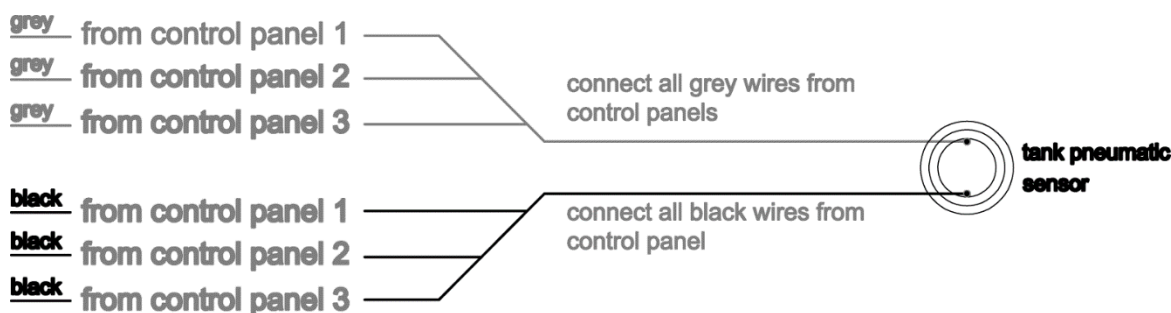 grey from control panel 1
grey from control panel 2
grey from control panel 3
connect all grey wires from
control panels
tank pneumatic
sensor
black from control panel 1
black from control panel 2
black from control panel 3
connect all black wires from
control panel